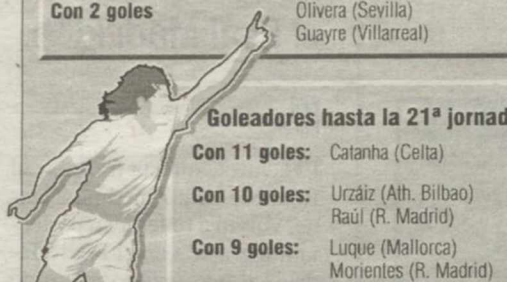 Con 2 goles Olivera (Sevilla)
Guayre (Villarreal)
Goleadores hasta la 21ª jornad
Con 11 goles: Catanha (Celta)
Con 10 goles: Urzáiz (Ath. Bilbao)
Raúl (R. Madrid)
Con 9 goles: Luque (Mallorca)
Morientes (R. Madrid)